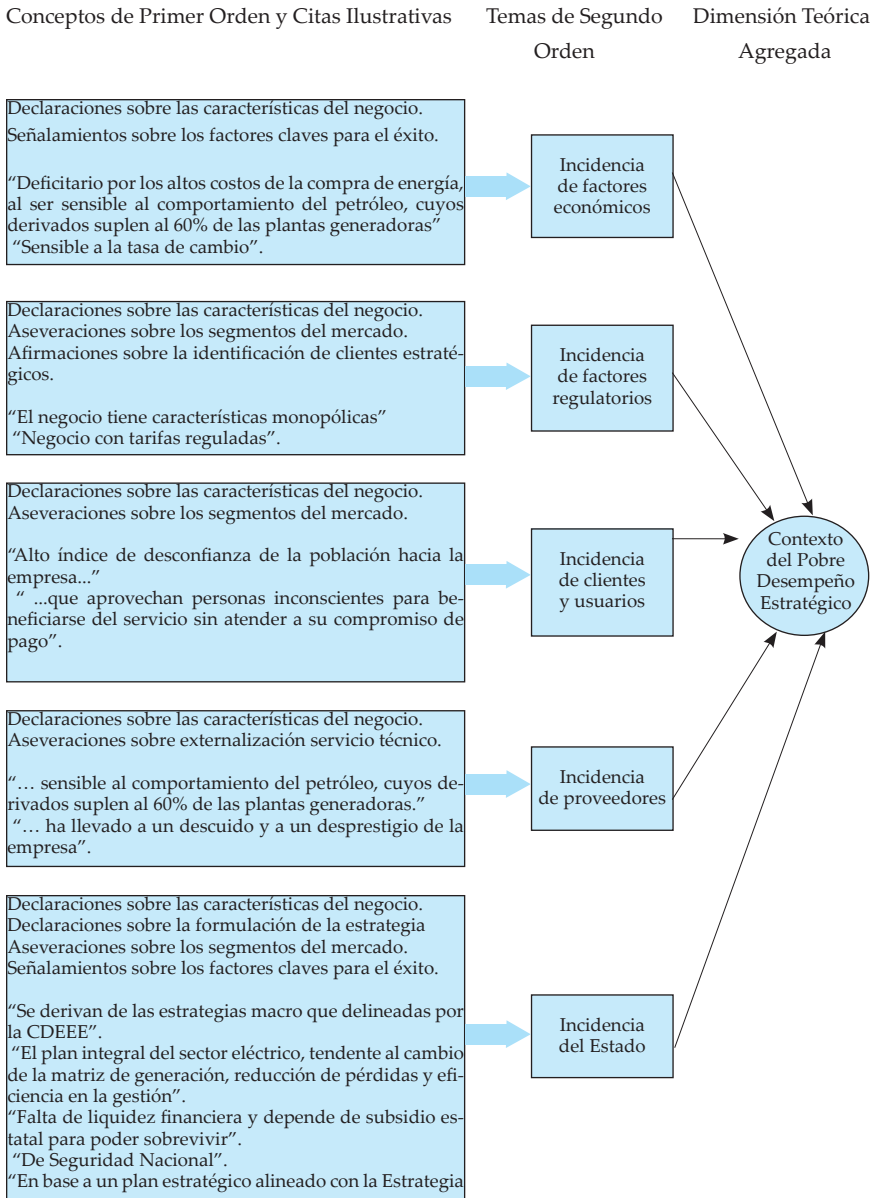 Conceptos de Primer Orden y Citas Ilustrativas
Temas de Segundo
Orden
Dimensión Teórica
Agregada
Declaraciones sobre las características del negocio.
Señalamientos sobre los factores claves para el éxito.
“Deficitario por los altos costos de la compra de energía,
al ser sensible al comportamiento del petróleo, cuyos
derivados suplen al 60% de las plantas generadoras”
“Sensible a la tasa de cambio”.
Incidencia
de factores
económicos
Declaraciones sobre las características del negocio.
Aseveraciones sobre los segmentos del mercado.
Afirmaciones sobre la identificación de clientes estraté-
gicos.
“El negocio tiene características monopólicas”
“Negocio con tarifas reguladas”.
Incidencia
de factores
regulatorios
Declaraciones sobre las características del negocio.
Aseveraciones sobre los segmentos del mercado.
“Alto índice de desconfianza de la población hacia la
empresa...”
“ ...que aprovechan personas inconscientes para be-
neficiarse del servicio sin atender a su compromiso de
pago”.
Incidencia
de clientes
y usuarios
Contexto
del Pobre
Desempeño
Estratégico
Declaraciones sobre las características del negocio.
Aseveraciones sobre externalización servicio técnico.
“… sensible al comportamiento del petróleo, cuyos de-
rivados suplen al 60% de las plantas generadoras.”
“… ha llevado a un descuido y a un desprestigio de la
empresa”.
Incidencia
de proveedores
Declaraciones sobre las características del negocio.
Declaraciones sobre la formulación de la estrategia
Aseveraciones sobre los segmentos del mercado.
Señalamientos sobre los factores claves para el éxito.
“Se derivan de las estrategias macro que delineadas por
la CDEEE”.
“El plan integral del sector eléctrico, tendente al cambio
de la matriz de generación, reducción de pérdidas y efi-
ciencia en la gestión”.
“Falta de liquidez financiera y depende de subsidio es-
tatal para poder sobrevivir”.
“De Seguridad Nacional”.
“En base a un plan estratégico alineado con la Estrategia
Incidencia
del Estado